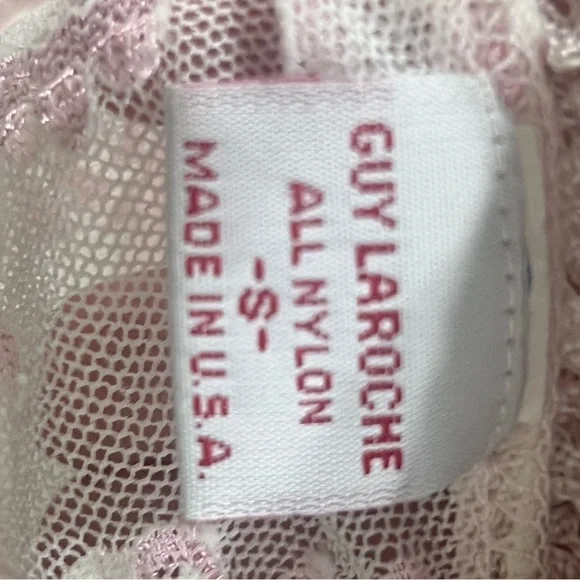 GUY LAROCHE
ALL NYLON
-S-
MADE IN U.S.A.